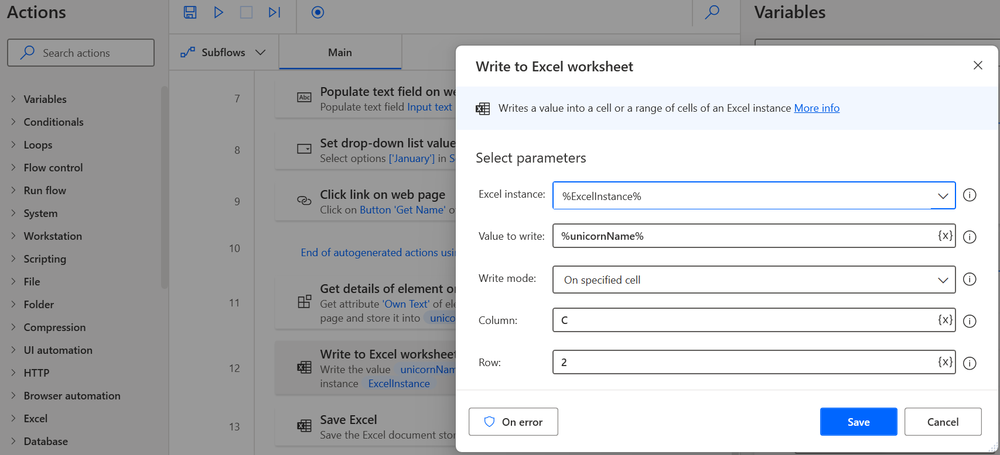 Actions
Search actions
Variables
Conditionals
Loops
Flow control
Run flow
System
Workstation
Scripting
File
Folder
Compression
UI automation
HTTP
Browser automation
Excel
Database
Subflows
Main
7
Populate text field on we
Populate text field Input text
8
Set drop-down list value
Select options ['January'] in S
9
Click link on web page
Click on Button 'Get Name' o
10
End of autogenerated actions usi
11
Get details of element o
Get attribute 'Own Text' of ele
page and store it into unico
12
Write to Excel worksheet
Write the value unicornNam
instance ExcelInstance
13
Save Excel
Save the Excel document stor
Variables
Write to Excel worksheet
Writes a value into a cell or a range of cells of an Excel instance More info
Select parameters
Excel instance: %ExcelInstance%
Value to write: %unicornName% {x}
Write mode: On specified cell
Column: C {x}
Row: 2 {x}
On error
Save
Cancel